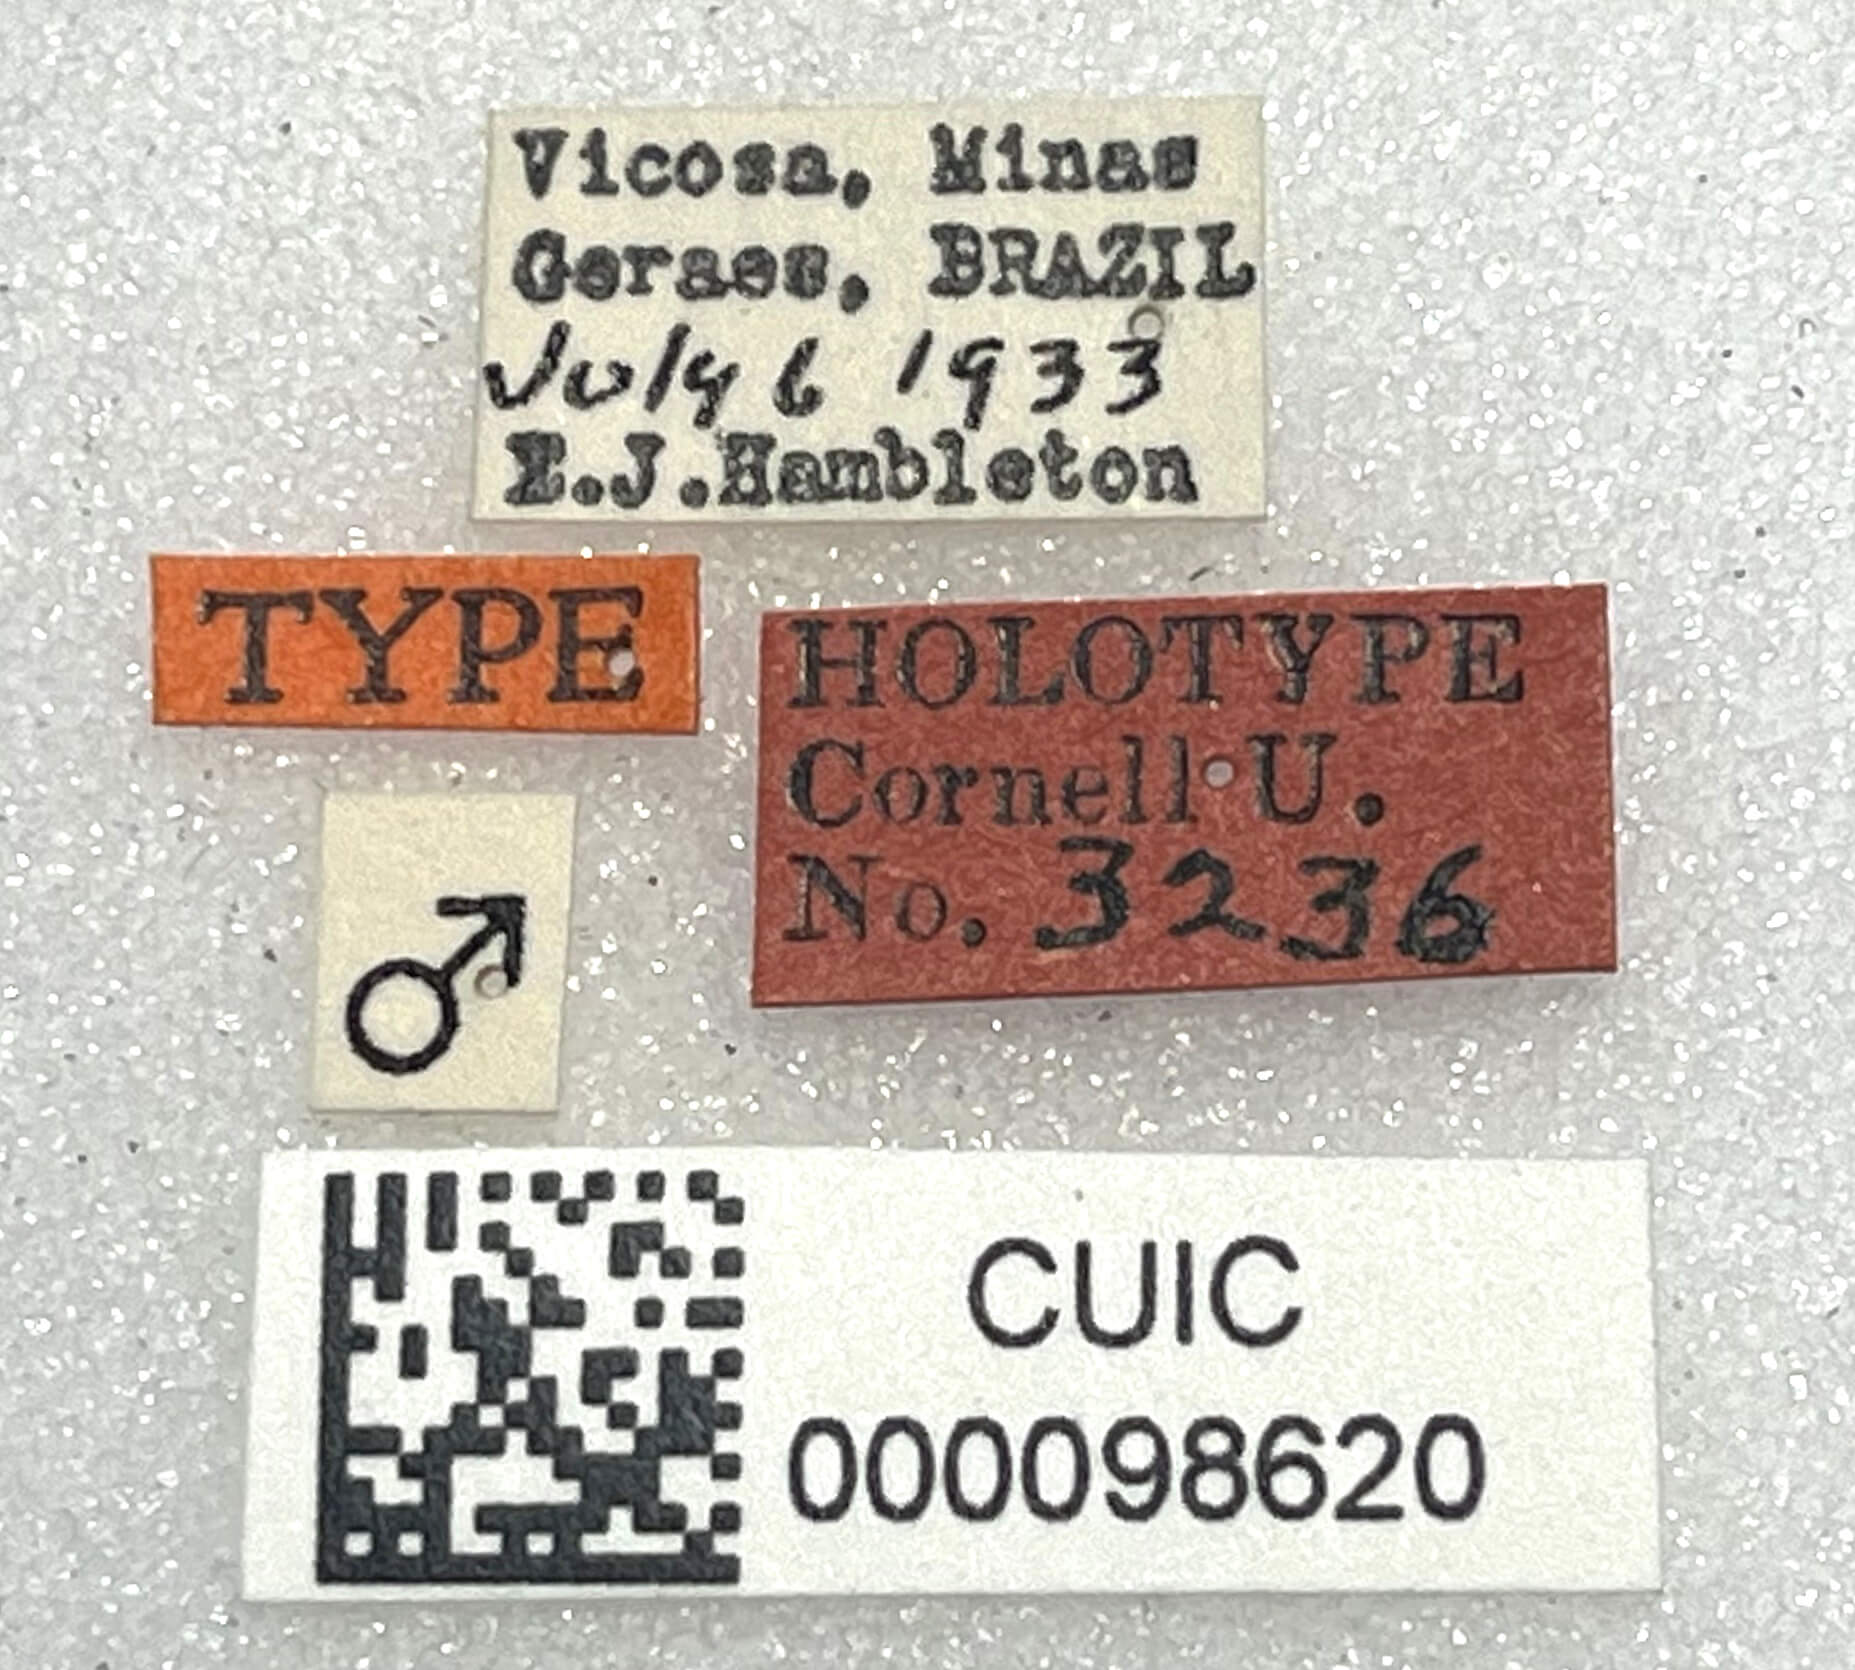 Vicosa, Minas
Geraes, BRAZIL
July 6 1933
E.J.Hambleton
TYPE
HOLOTYPE
Cornell U.
No. 3236
♂
CUIC
000098620